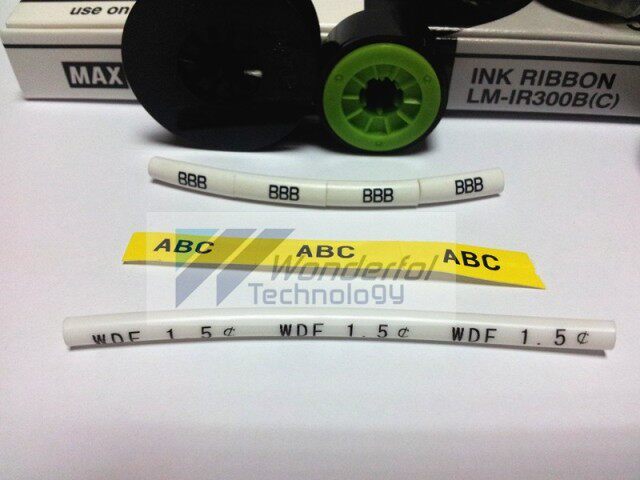 use on
MAX
INK RIBBON
LM-IR300B(C)
BBB BBB BBB BBB
ABC ABC ABC
Wonderfol
Technology
WDF 1.5¢ WDF 1.5¢ WDF 1.5¢